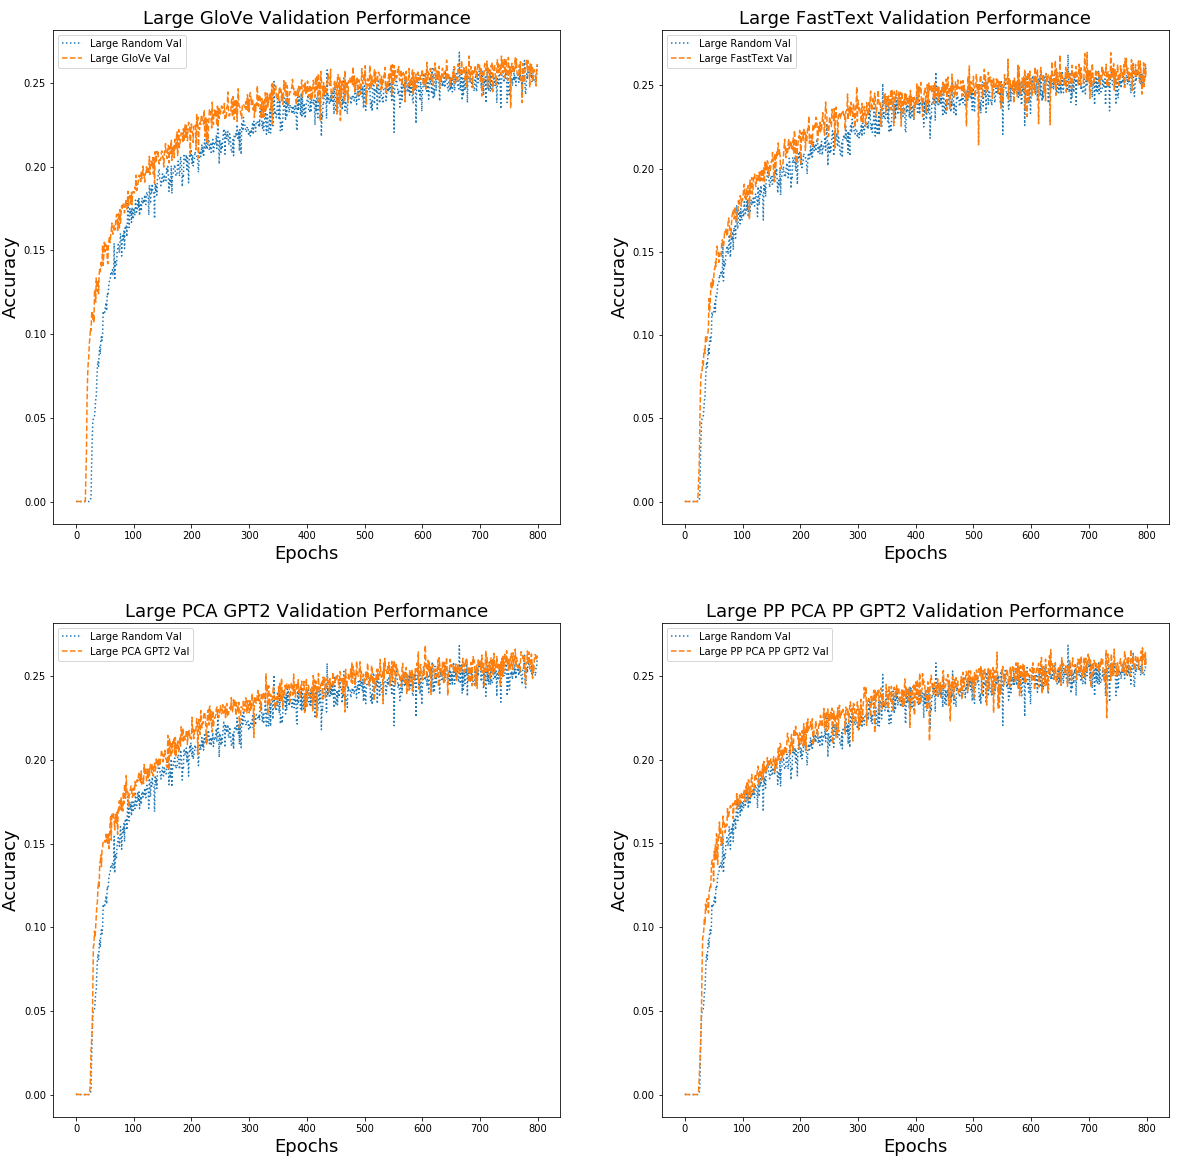 Large GloVe Validation Performance
Large Random Val
Large GloVe Val
Accuracy
0.25
0.20
0.15
0.10
0.05
0.00
0 100 200 300 400 500 600 700 800
Epochs
Large FastText Validation Performance
Large Random Val
Large FastText Val
Accuracy
0.25
0.20
0.15
0.10
0.05
0.00
0 100 200 300 400 500 600 700 800
Epochs
Large PCA GPT2 Validation Performance
Large Random Val
Large PCA GPT2 Val
Accuracy
0.25
0.20
0.15
0.10
0.05
0.00
0 100 200 300 400 500 600 700 800
Epochs
Large PP PCA PP GPT2 Validation Performance
Large Random Val
Large PP PCA PP GPT2 Val
Accuracy
0.25
0.20
0.15
0.10
0.05
0.00
0 100 200 300 400 500 600 700 800
Epochs